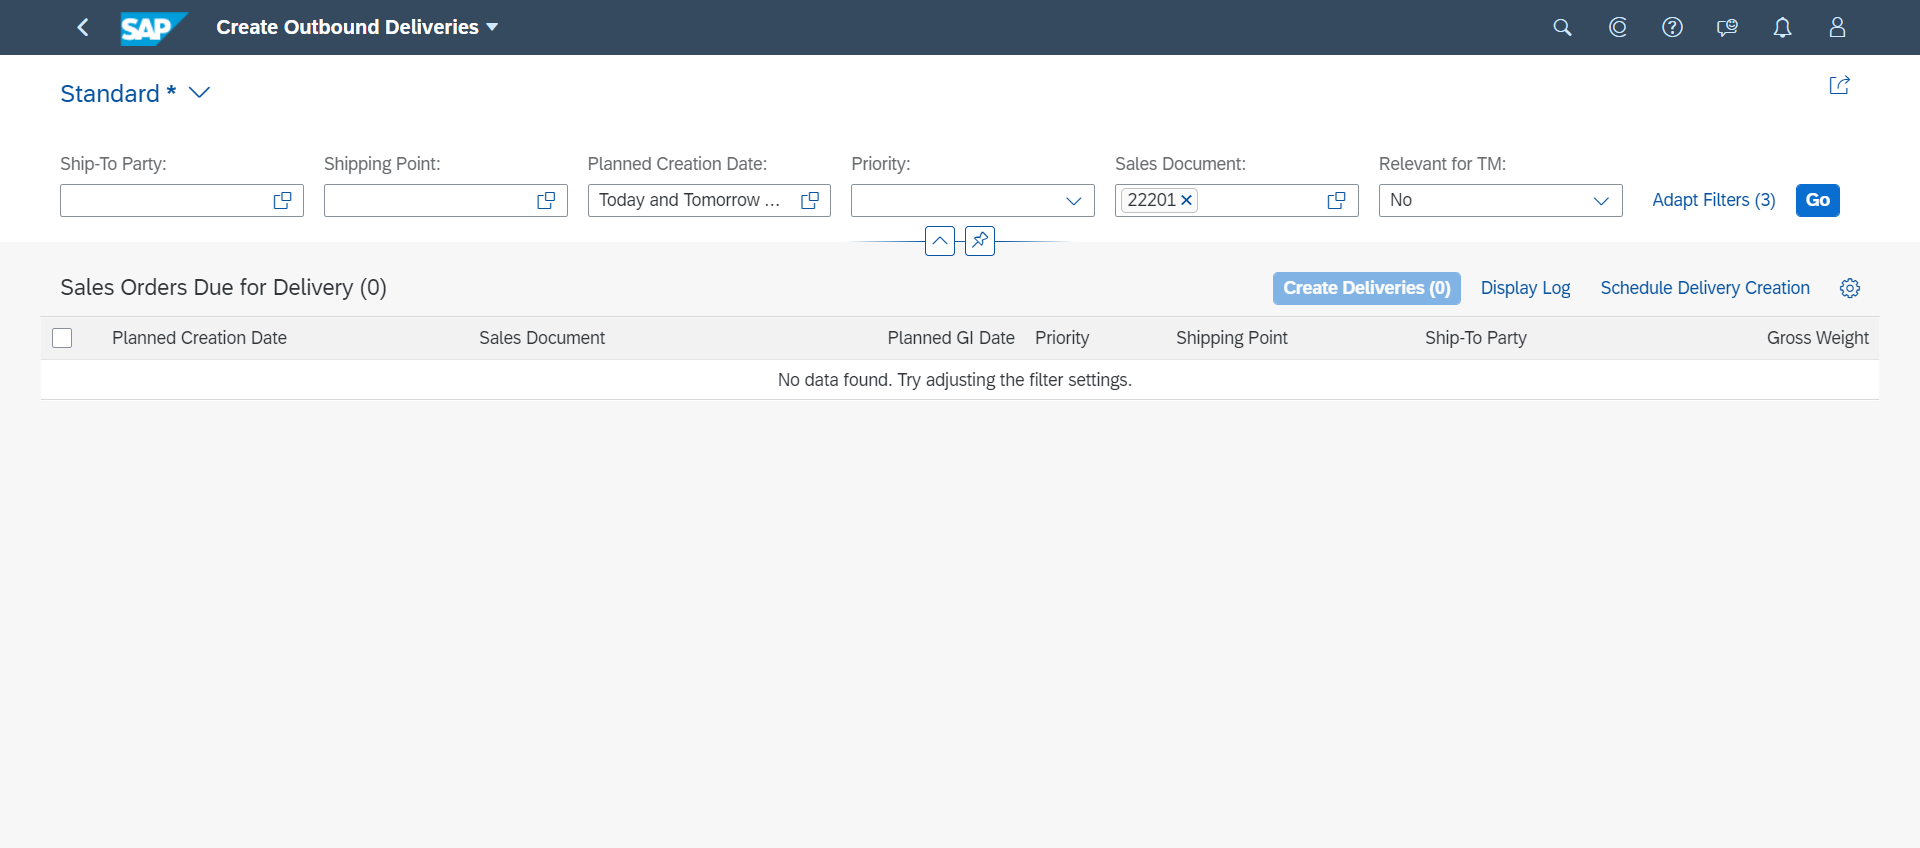 SAP
Create Outbound Deliveries
Standard *
Ship-To Party:
Shipping Point:
Planned Creation Date:
Priority:
Sales Document:
Relevant for TM:
Today and Tomorrow ...
22201
No
Adapt Filters (3)
Go
Sales Orders Due for Delivery (0)
Create Deliveries (0)
Display Log
Schedule Delivery Creation
Planned Creation Date
Sales Document
Planned GI Date
Priority
Shipping Point
Ship-To Party
Gross Weight
No data found. Try adjusting the filter settings.